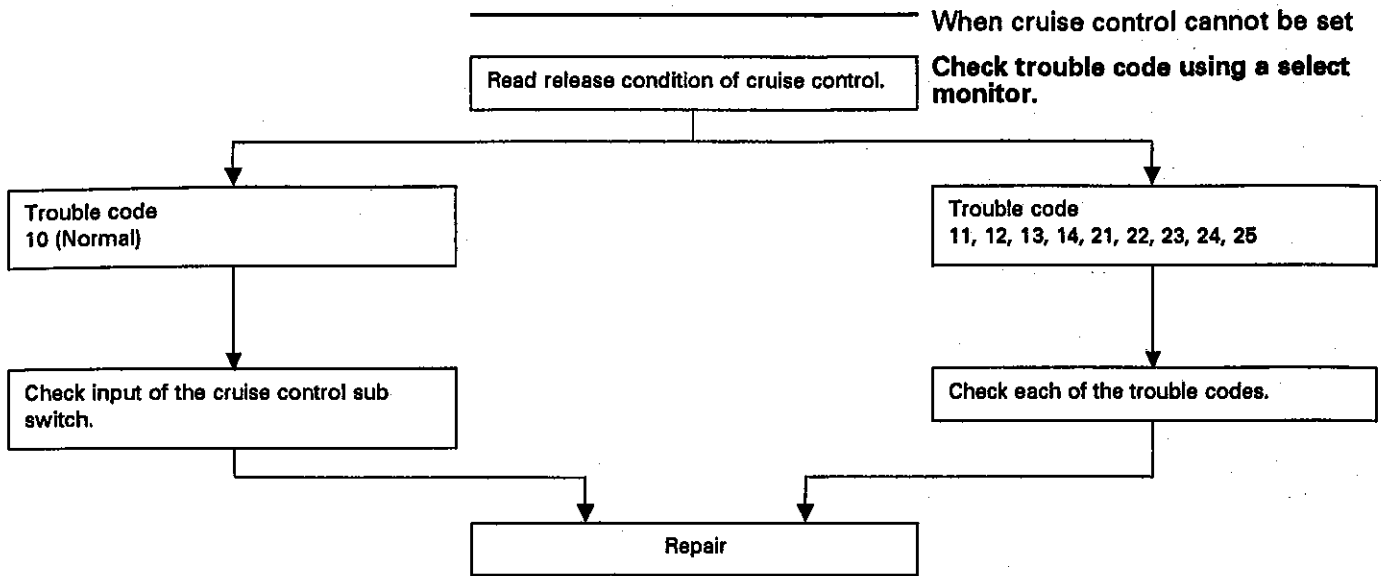 When cruise control cannot be set
Read release condition of cruise control.
Check trouble code using a select
monitor.
Trouble code
10 (Normal)
Trouble code
11, 12, 13, 14, 21, 22, 23, 24, 25
Check input of the cruise control sub
switch.
Check each of the trouble codes.
Repair